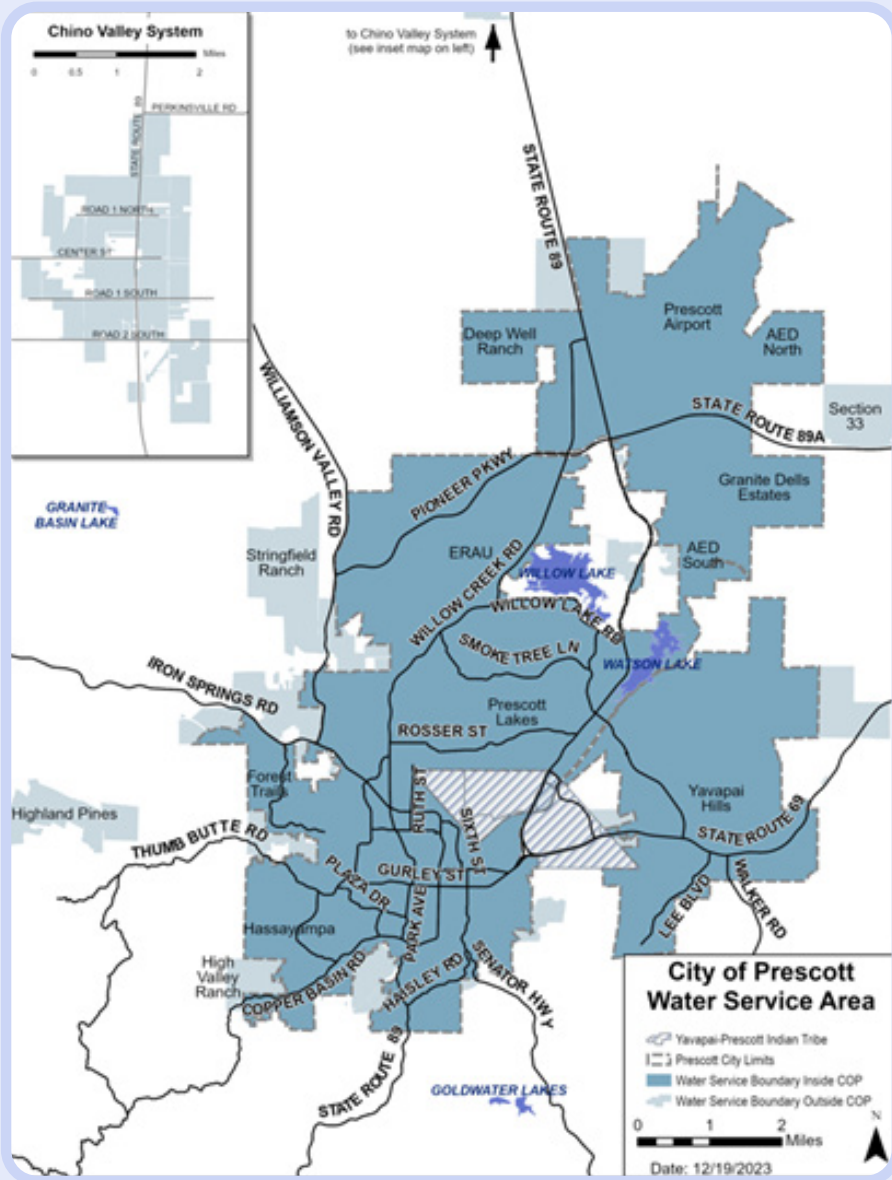 Chino Valley System
Miles
0 0.5 1 2
STATE ROUTE 89
PERKINSVILLE RD
ROAD 1 NORTH
CENTER ST
ROAD 1 SOUTH
ROAD 2 SOUTH
to Chino Valley System
(see inset map on left)
STATE ROUTE 89
Prescott
Airport
Deep Well
Ranch
AED
North
WILLIAMSON VALLEY RD
STATE ROUTE 89A
Section
33
PIONEER PKWY
Granite Dells
Estates
GRANITE
BASIN LAKE
Stringfield
Ranch
ERAU
WILLOW CREEK RD
WILLOW LAKE
AED
South
WILLOW LAKE RD
SMOKE TREE LN
WATSON LAKE
IRON SPRINGS RD
Prescott
Lakes
ROSSER ST
Forest
Trails
RUTH ST
SIXTH ST
Yavapai
Hills
Highland Pines
THUMB BUTTE RD
STATE ROUTE 69
PLAZA DR
GURLEY ST
PARK AVE
LEE BLVD
WALKER RD
Hassayampa
High
Valley
Ranch
COPPER BASIN RD
HAISLEY RD
SENATOR HWY
STATE ROUTE 89
GOLDWATER LAKES
City of Prescott
Water Service Area
Yavapai-Prescott Indian Tribe
Prescott City Limits
Water Service Boundary Inside COP
Water Service Boundary Outside COP
N
0 1 2
Miles
Date: 12/19/2023